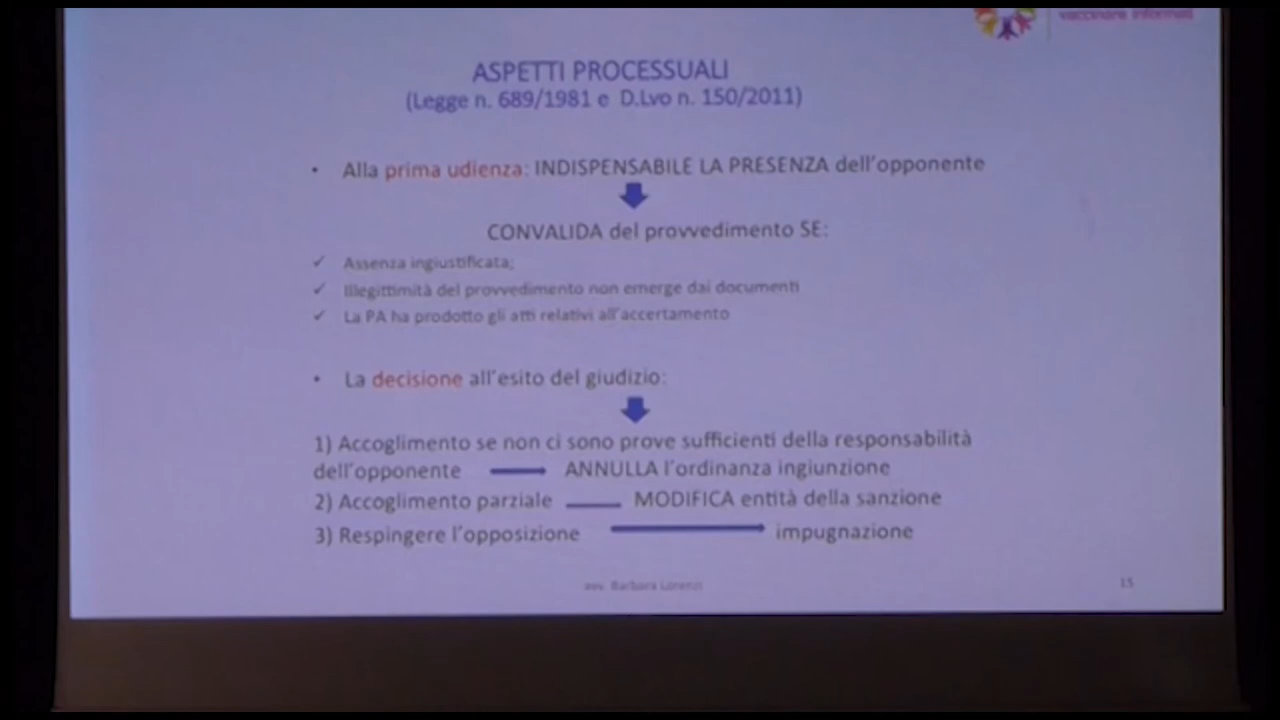 vaccinare informati
ASPETTI PROCESSUALI
(Legge n. 689/1981 e D.Lvo n. 150/2011)
• Alla prima udienza: INDISPENSABILE LA PRESENZA dell'opponente
CONVALIDA del provvedimento SE:
✓ Assenza ingiustificata;
✓ Illegittimità del provvedimento non emerge dai documenti
✓ La PA ha prodotto gli atti relativi all'accertamento
• La decisione all'esito del giudizio:
1) Accoglimento se non ci sono prove sufficienti della responsabilità
dell'opponente ANNULLA l'ordinanza ingiunzione
2) Accoglimento parziale MODIFICA entità della sanzione
3) Respingere l'opposizione impugnazione
avv. Barbara Lorenzi 15